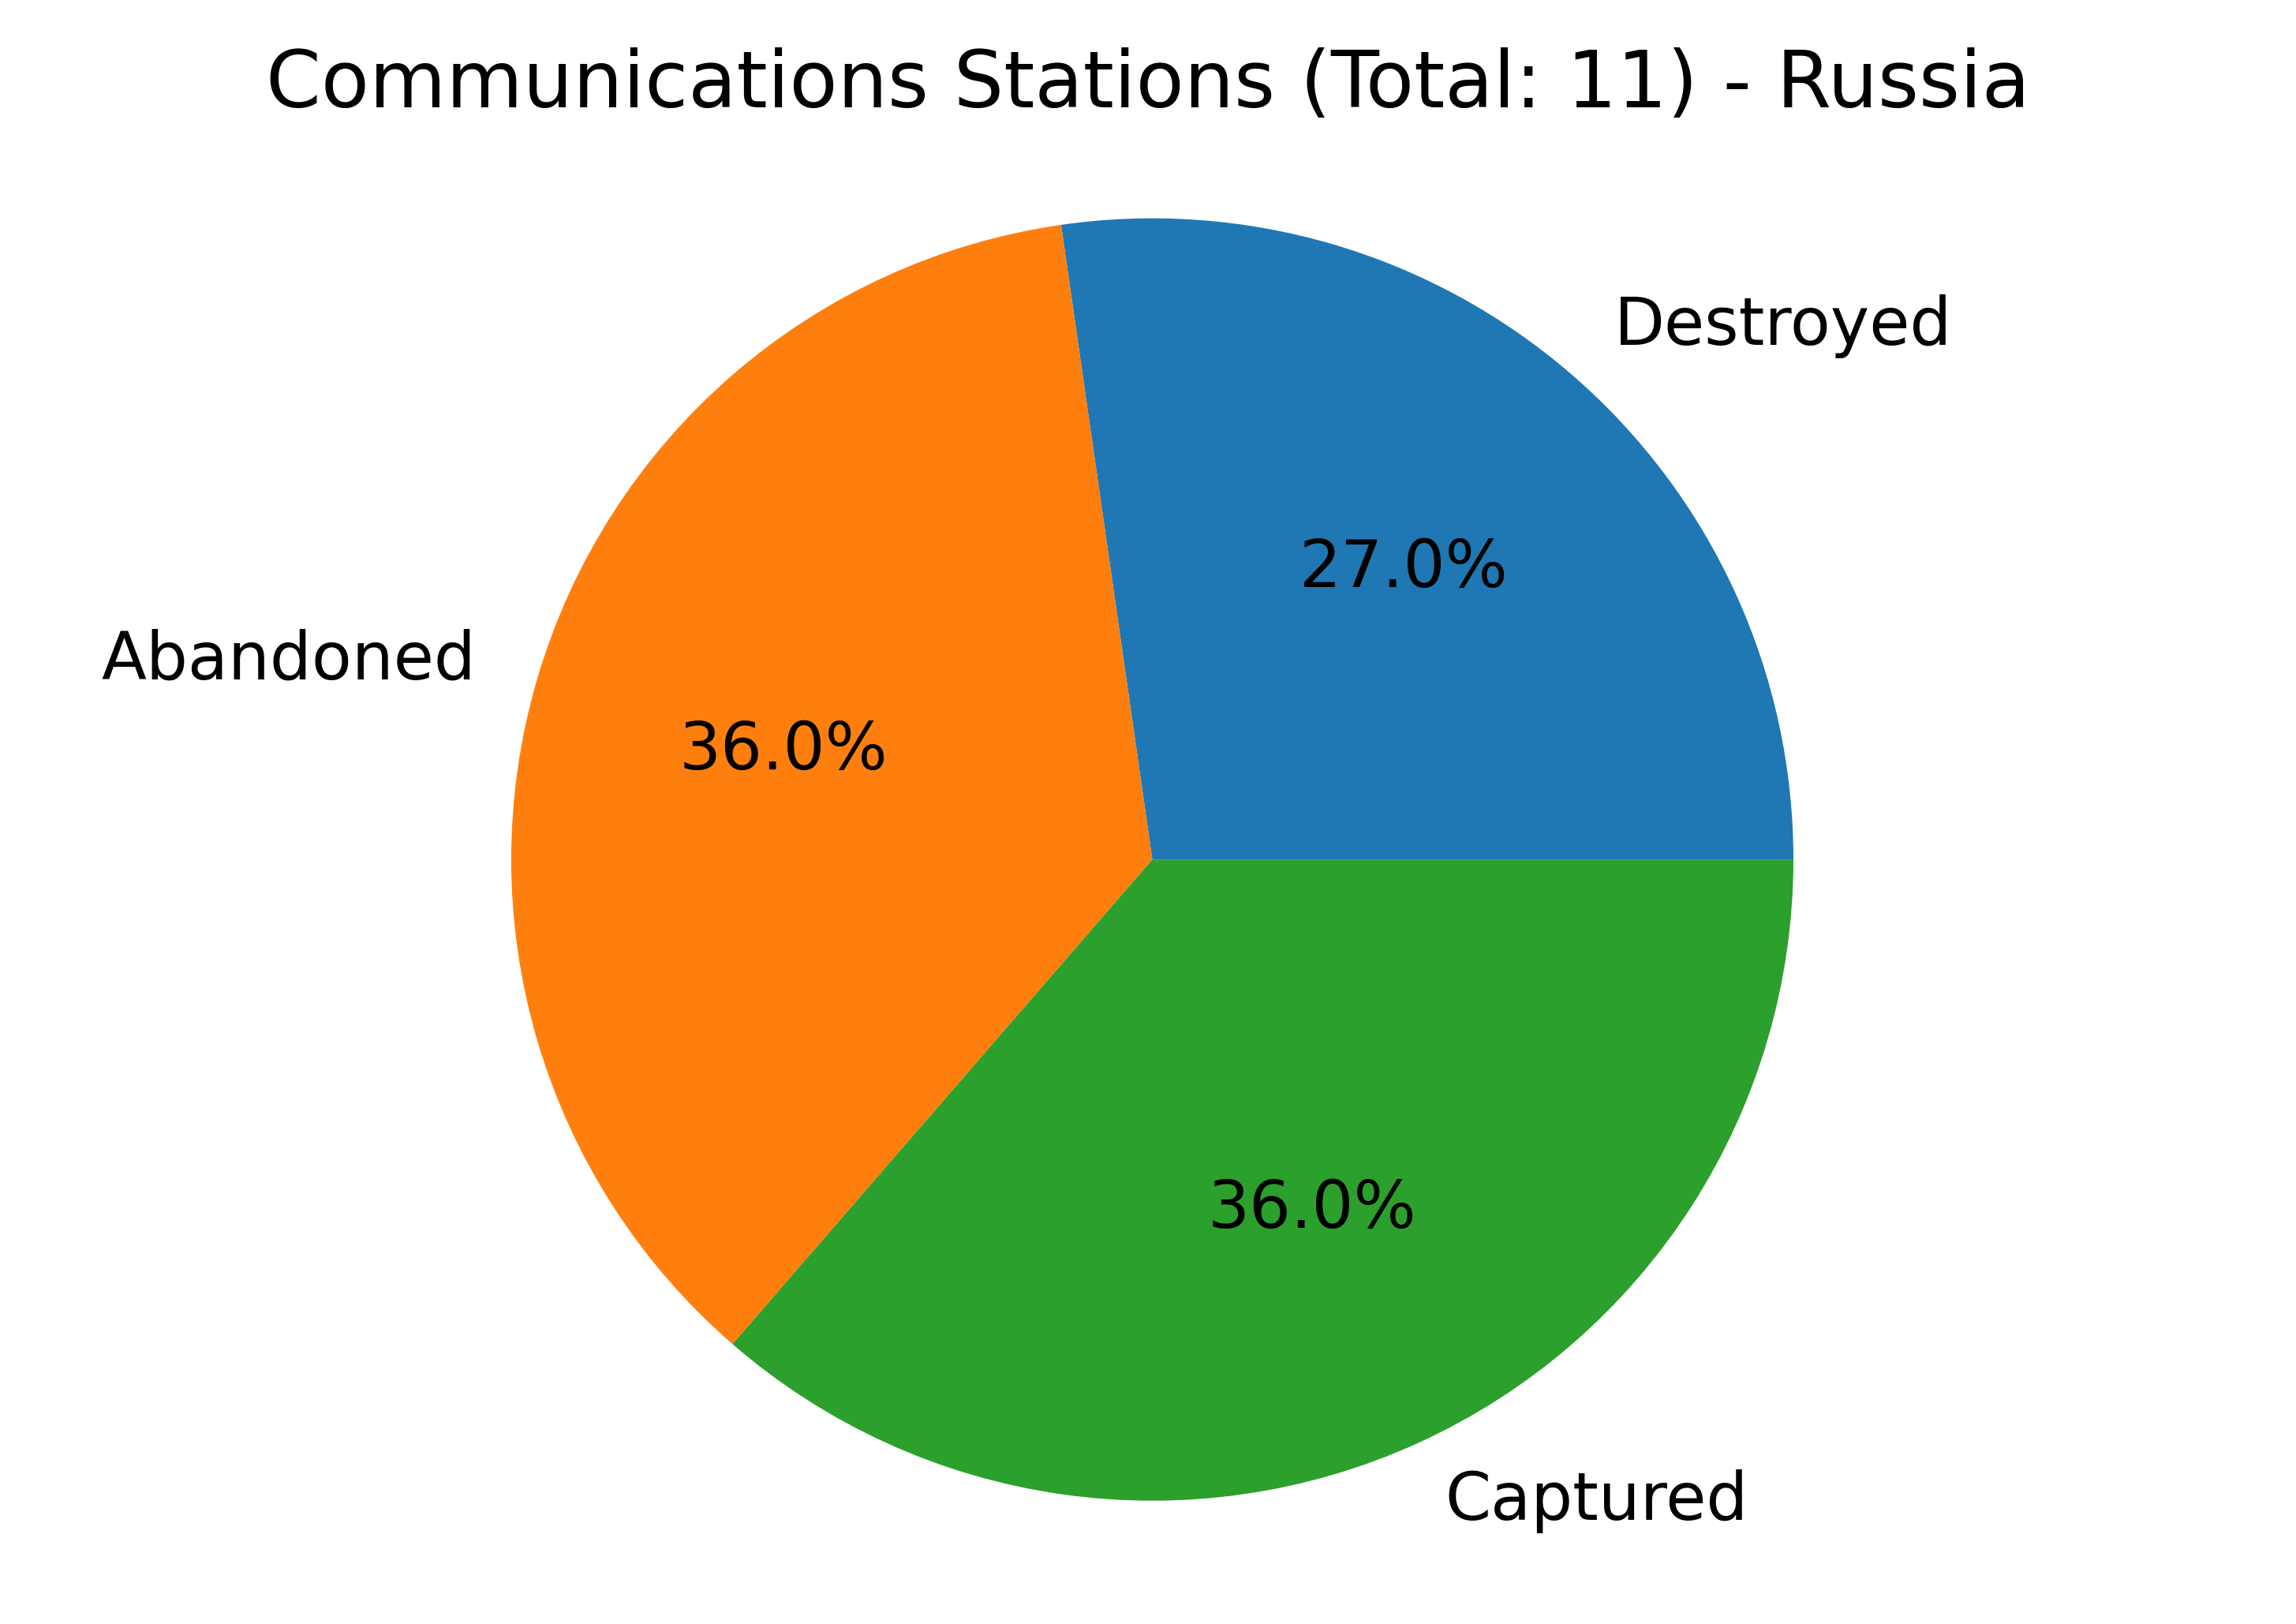 Communications Stations (Total: 11) - Russia
Destroyed
27.0%
Abandoned
36.0%
36.0%
Captured